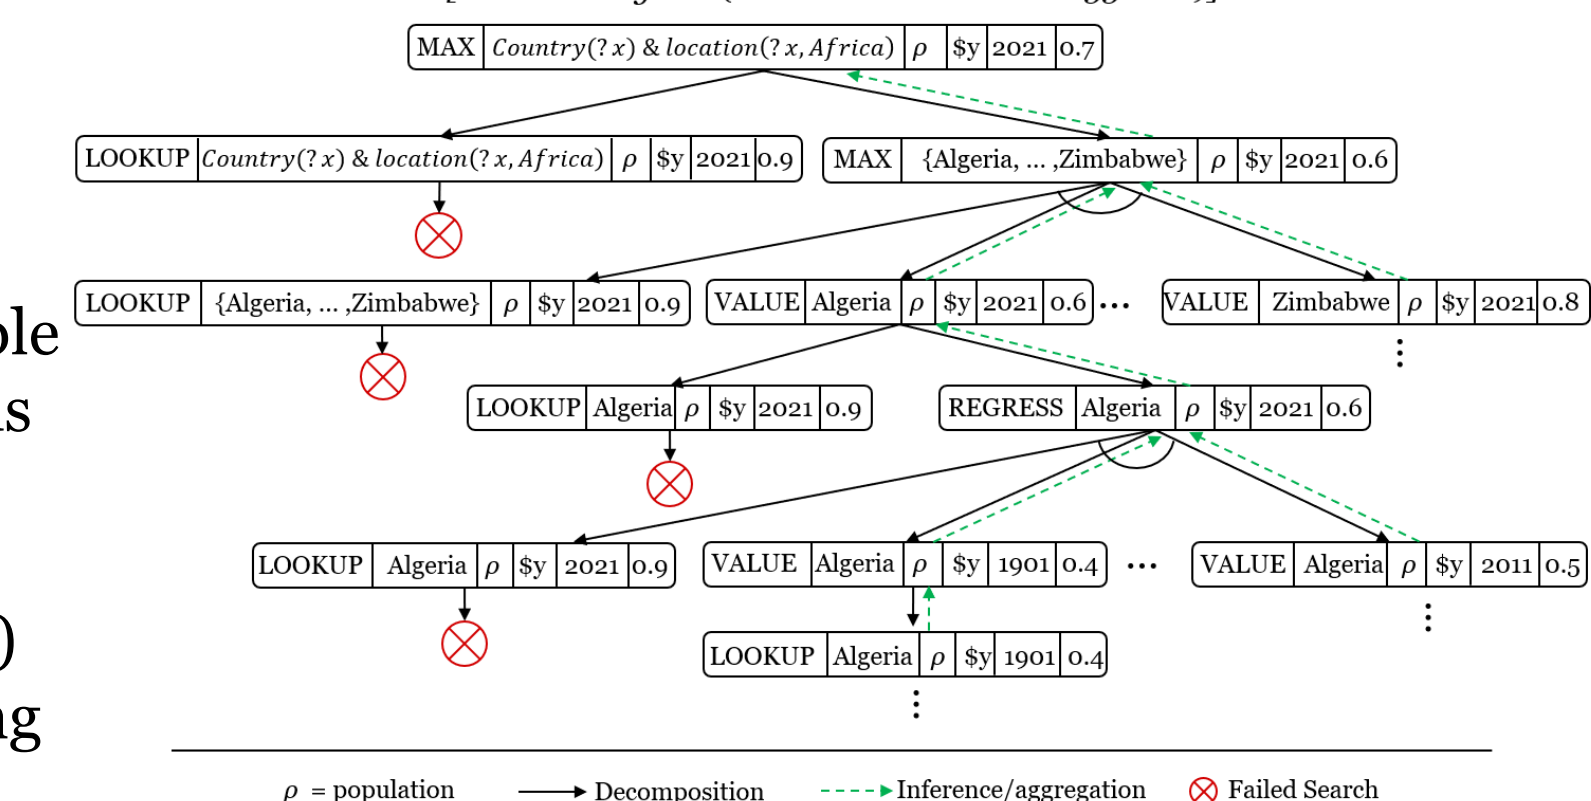 MAX Country(? x) & location(? x, Africa) ρ $y 2021 0.7
LOOKUP Country(? x) & location(? x, Africa) ρ $y 2021 0.9
MAX {Algeria, ... ,Zimbabwe} ρ $y 2021 0.6
LOOKUP {Algeria, ... ,Zimbabwe} ρ $y 2021 0.9
VALUE Algeria ρ $y 2021 0.6 ...
VALUE Zimbabwe ρ $y 2021 0.8
LOOKUP Algeria ρ $y 2021 0.9
REGRESS Algeria ρ $y 2021 0.6
LOOKUP Algeria ρ $y 2021 0.9
VALUE Algeria ρ $y 1901 0.4 ...
VALUE Algeria ρ $y 2011 0.5
LOOKUP Algeria ρ $y 1901 0.4
ρ = population
Decomposition
Inference/aggregation
Failed Search